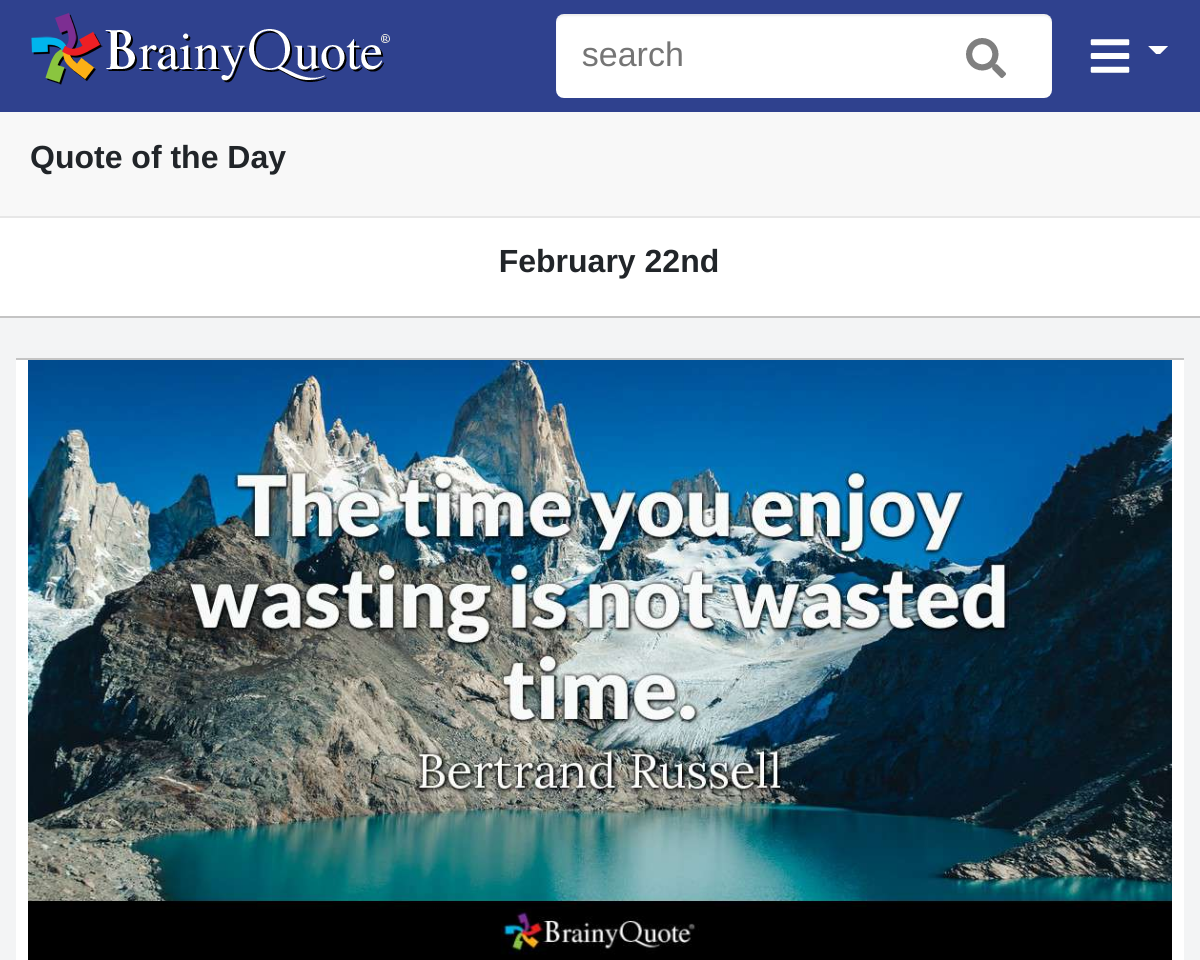 BrainyQuote®
search
Quote of the Day
February 22nd
The time you enjoy
wasting is not wasted
time.
Bertrand Russell
BrainyQuote®